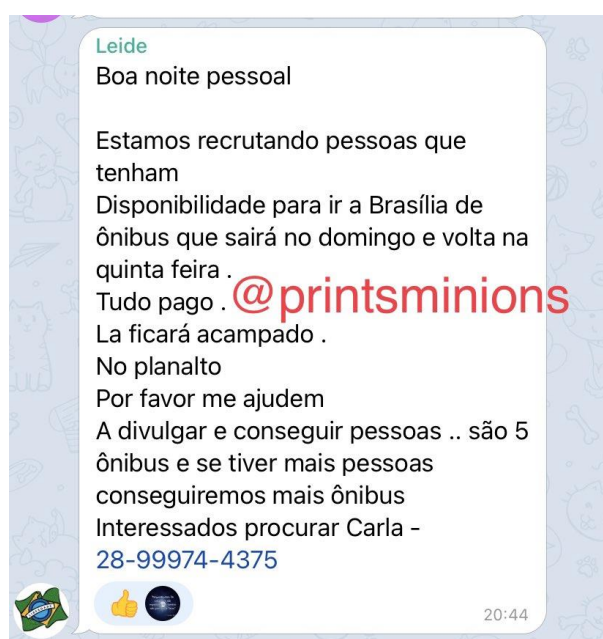 Leide
Boa noite pessoal
Estamos recrutando pessoas que
tenham
Disponibilidade para ir a Brasília de
ônibus que sairá no domingo e volta na
quinta feira .
Tudo pago . @printsminions
La ficará acampado .
No planalto
Por favor me ajudem
A divulgar e conseguir pessoas .. são 5
ônibus e se tiver mais pessoas
conseguiremos mais ônibus
Interessados procurar Carla -
28-99974-4375
20:44